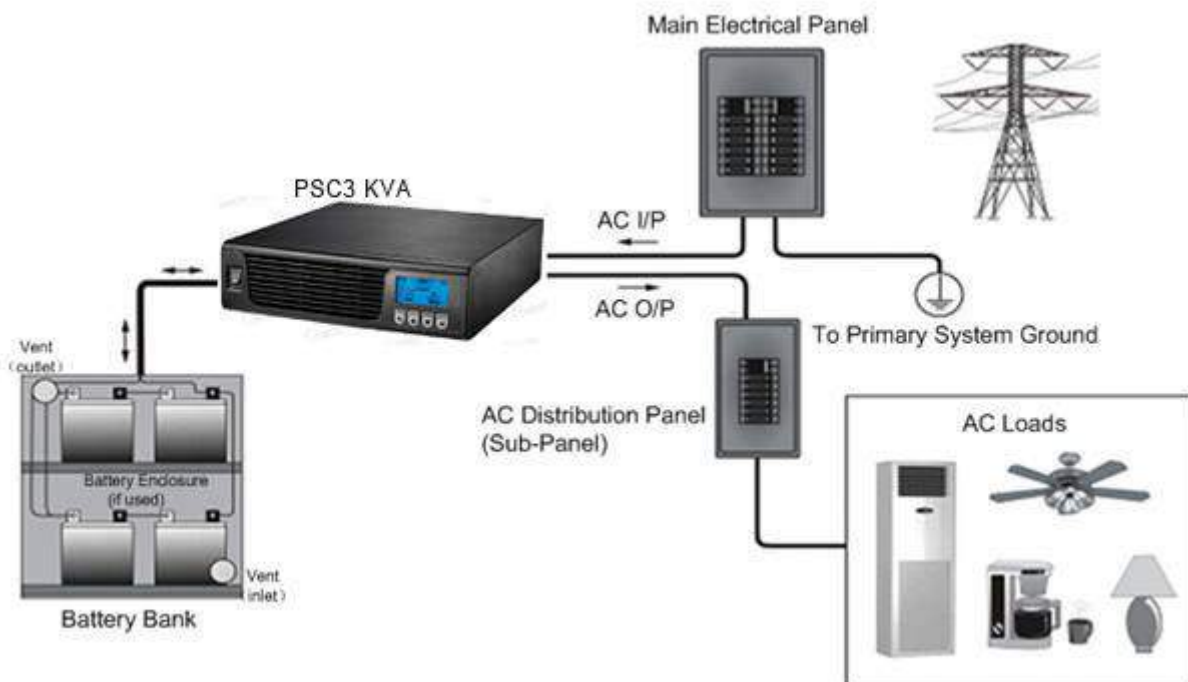 Main Electrical Panel
PSC3 KVA
AC I/P
AC O/P
To Primary System Ground
Vent
(outlet)
AC Distribution Panel
(Sub-Panel)
AC Loads
Battery Enclosure
(if used)
Vent
inlet)
Battery Bank